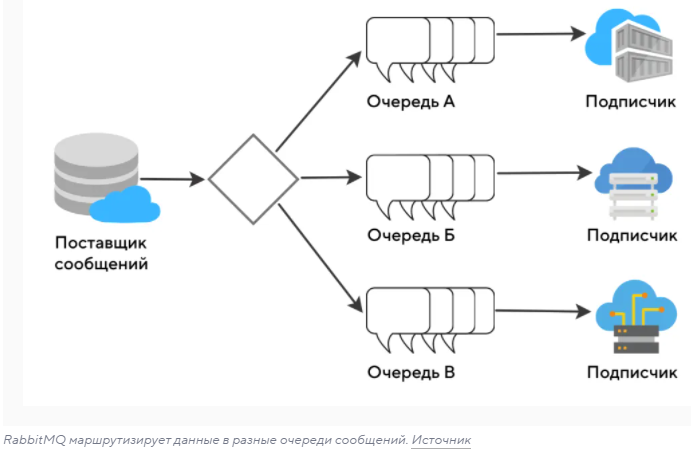 Очередь А
Подписчик
Поставщик
сообщений
Очередь Б
Подписчик
Очередь В
Подписчик
RabbitMQ маршрутизирует данные в разные очереди сообщений. Источник